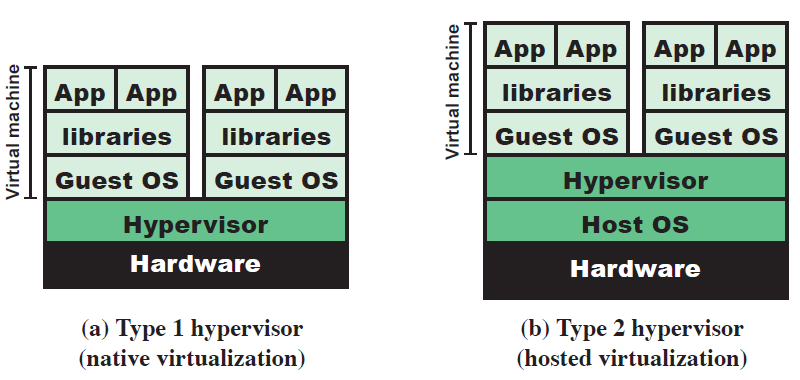 Virtual machine
App App App App
libraries libraries
Guest OS Guest OS
Hypervisor
Hardware
(a) Type 1 hypervisor
(native virtualization)
Virtual machine
App App App App
libraries libraries
Guest OS Guest OS
Hypervisor
Host OS
Hardware
(b) Type 2 hypervisor
(hosted virtualization)